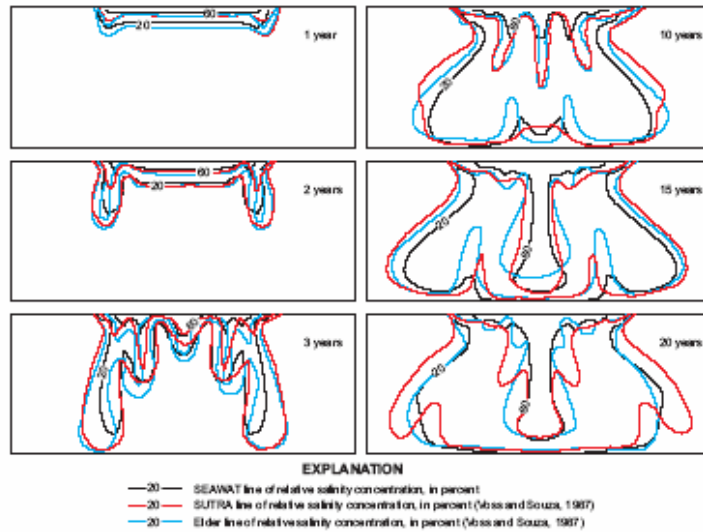 60
20
1 year
60
20
2 years
60
20
3 years
60
20
10 years
20
60
15 years
20
60
20 years
EXPLANATION
20 SEAWAT line of relative salinity concentration, in percent
20 SUTRA line of relative salinity concentration, in percent (Voss and Souza, 1987)
20 Elder line of relative salinity concentration, in percent (Voss and Souza, 1987)